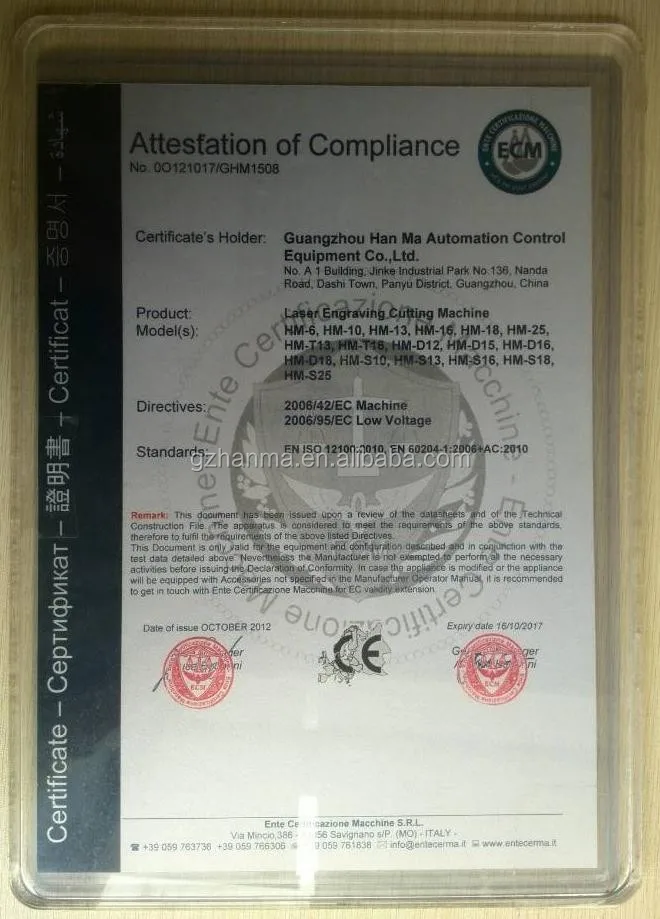 Attestation of Compliance
No. 0O121017/GHM1508
ENTE CERTIFICAZIONE MACCHINE
ECM
Certificate's Holder: Guangzhou Han Ma Automation Control
Equipment Co.,Ltd.
No. A 1 Building, Jinke Industrial Park No.136, Nanda
Road, Dashi Town, Panyu District, Guangzhou, China
Product: Laser Engraving Cutting Machine
Model(s): HM-6, HM-10, HM-13, HM-16, HM-18, HM-25,
HM-T13, HM-T16, HM-D12, HM-D15, HM-D16,
HM-D18, HM-S10, HM-S13, HM-S16, HM-S18,
HM-S25
Directives: 2006/42/EC Machine
2006/95/EC Low Voltage
Standards: EN ISO 12100:2010, EN 60204-1:2006+AC:2010
gzhanma.en.alibaba.com
Remark: This document has been issued upon a review of the datasheets and of the Technical
Construction File. The apparatus is considered to meet the requirements of the above standards,
therefore to fulfil the requirements of the above listed Directives.
This Document is only valid for the equipment and configuration described and in conjunction with the
test data detailed above. Nevertheless the Manufacturer is not exempted to perform all the necessary
activities before issuing the Declaration of Conformity. In case the appliance is modified or the appliance
will be equipped with Accessories not specified in the Manufacturer Operator Manual, it is recommended
to get in touch with Ente Certificazione Macchine for EC validity extension.
Date of issue OCTOBER 2012
Expiry date 16/10/2017
CE
ECM
ECM
Ente Certificazione Macchine S.R.L.
Via Mincio,386 - Savignano s/P. (MO) - ITALY -
+39 059 763736 +39 059 766306 059 761838 info@entecerma.it www.entecerma.it
Certificate – Сертификат – 證明書 – Certificat – 증명서 – شهادة
Ente Certificazione Macchine